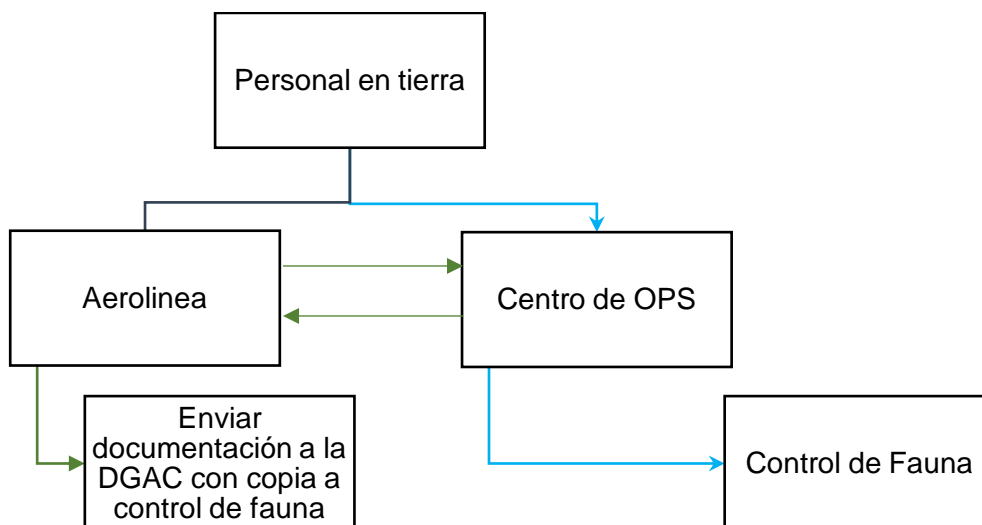 Personal en tierra
Aerolinea
Centro de OPS
Enviar
documentación a la
DGAC con copia a
control de fauna
Control de Fauna